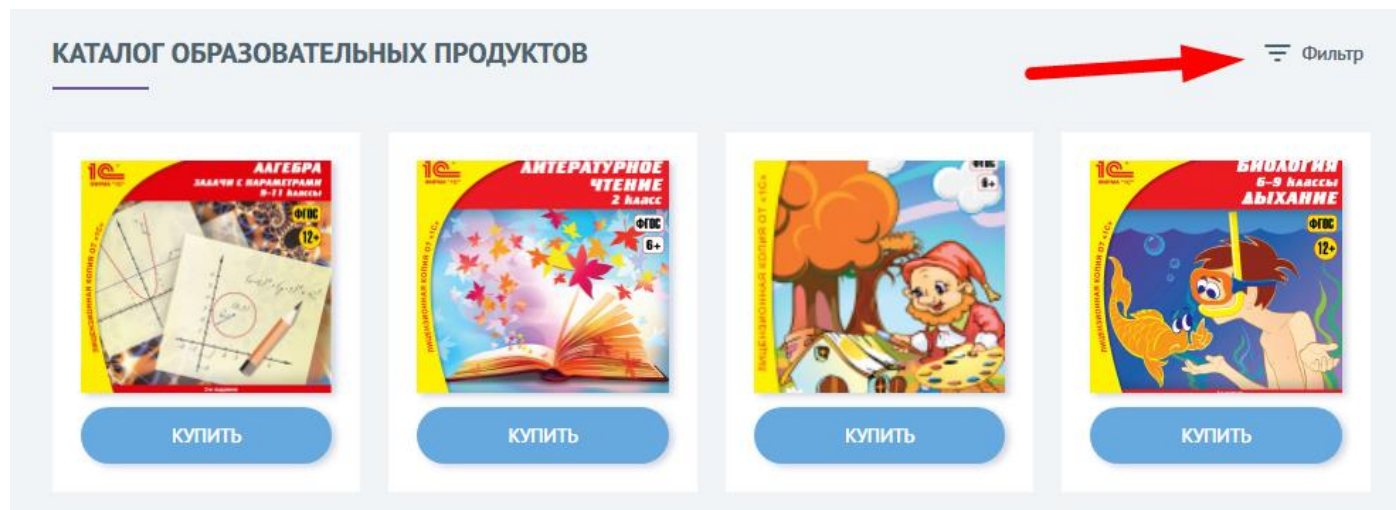 КАТАЛОГ ОБРАЗОВАТЕЛЬНЫХ ПРОДУКТОВ
Фильтр
1С
ФИРМА "1С"
АЛГЕБРА
ЗАДАЧИ С ПАРАМЕТРАМИ
9-11 классы
ФГОС
12+
ЛИЦЕНЗИОННАЯ КОПИЯ ОТ «1С»
1С
ФИРМА "1С"
ЛИТЕРАТУРНОЕ
ЧТЕНИЕ
2 класс
ФГОС
6+
ЛИЦЕНЗИОННАЯ КОПИЯ ОТ «1С»
ФГОС
6+
ЛИЦЕНЗИОННАЯ КОПИЯ ОТ «1С»
1С
ФИРМА "1С"
БИОЛОГИЯ
6-9 классы
ДЫХАНИЕ
ФГОС
12+
ЛИЦЕНЗИОННАЯ КОПИЯ ОТ «1С»
КУПИТЬ
КУПИТЬ
КУПИТЬ
КУПИТЬ